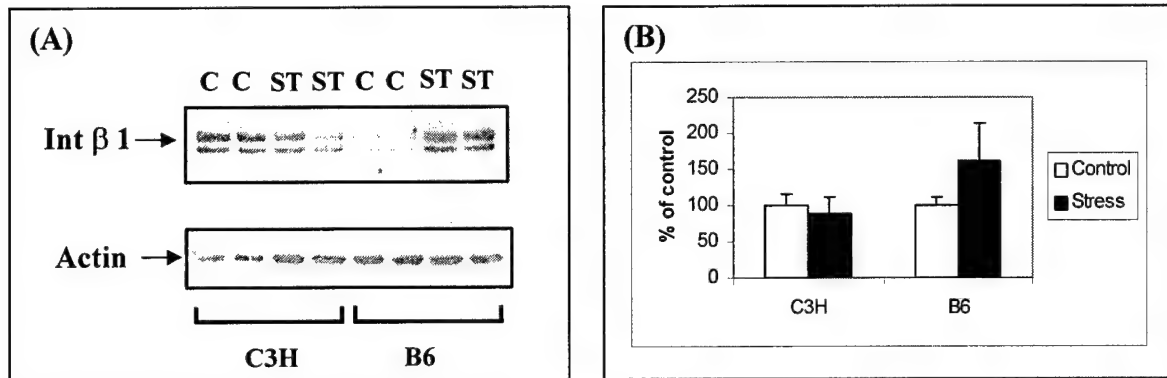 (A)
C C ST ST C C ST ST
Int β 1
Actin
C3H B6
(B)
% of control
250
200
150
100
50
0
C3H B6
Control
Stress